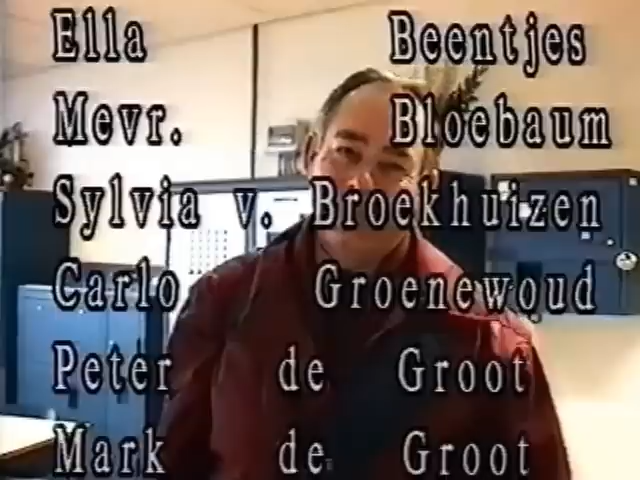 Ella Beentjes
Mevr. Bloebaum
Sylvia v. Broekhuizen
Carlo Groenewoud
Peter de Groot
Mark de Groot